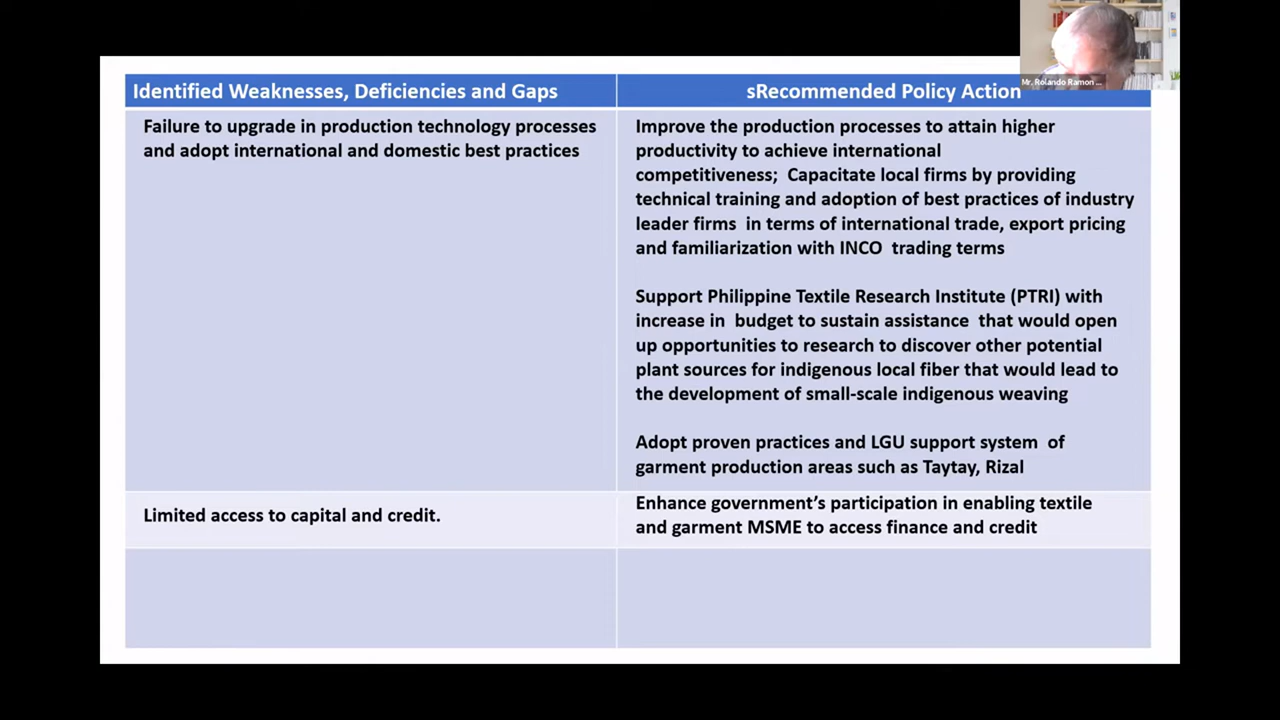 Mr. Rolando Ramon ...
Identified Weaknesses, Deficiencies and Gaps
sRecommended Policy Action
Failure to upgrade in production technology processes
and adopt international and domestic best practices
Improve the production processes to attain higher
productivity to achieve international
competitiveness; Capacitate local firms by providing
technical training and adoption of best practices of industry
leader firms in terms of international trade, export pricing
and familiarization with INCO trading terms
Support Philippine Textile Research Institute (PTRI) with
increase in budget to sustain assistance that would open
up opportunities to research to discover other potential
plant sources for indigenous local fiber that would lead to
the development of small-scale indigenous weaving
Adopt proven practices and LGU support system of
garment production areas such as Taytay, Rizal
Limited access to capital and credit.
Enhance government’s participation in enabling textile
and garment MSME to access finance and credit